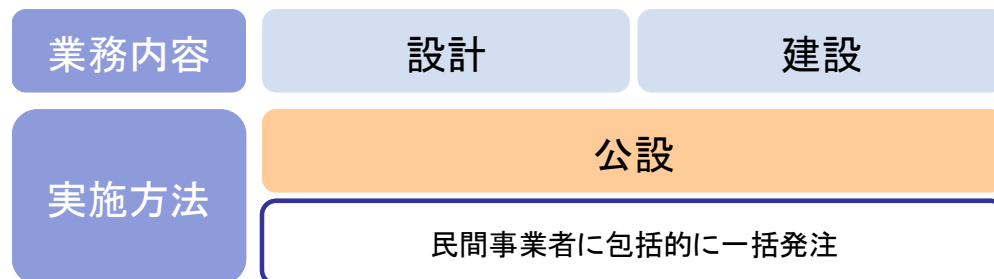 業務内容
設計
建設
実施方法
公設
民間事業者に包括的に一括発注